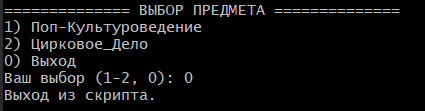 ============== ВЫБОР ПРЕДМЕТА ==============
1) Поп-Культуроведение
2) Цирковое_Дело
0) Выход
Ваш выбор (1-2, 0): 0
Выход из скрипта.